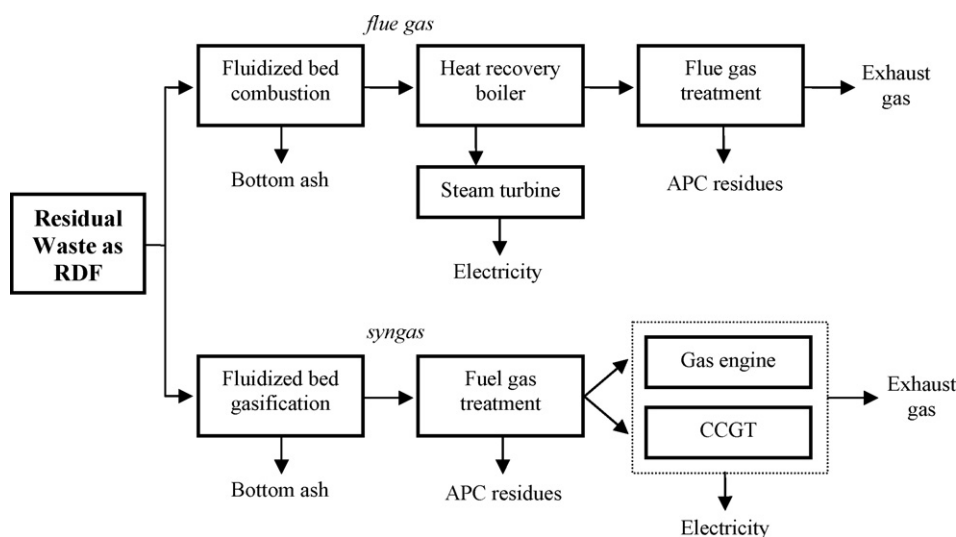 flue gas
Fluidized bed
combustion
Heat recovery
boiler
Flue gas
treatment
Exhaust
gas
Bottom ash
Steam turbine
APC residues
Electricity
Residual
Waste as
RDF
syngas
Fluidized bed
gasification
Fuel gas
treatment
Gas engine
CCGT
Exhaust
gas
Bottom ash
APC residues
Electricity